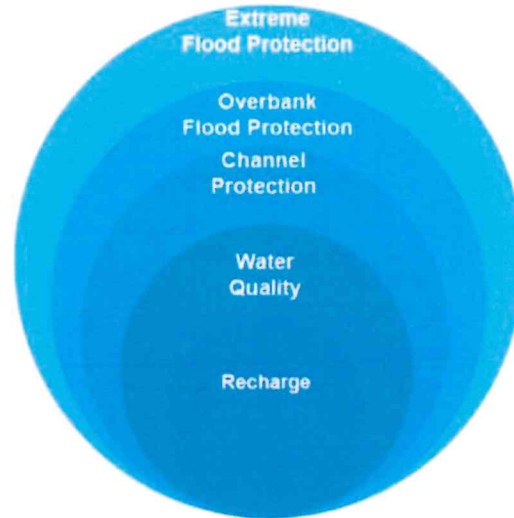 Extreme
Flood Protection
Overbank
Flood Protection
Channel
Protection
Water
Quality
Recharge